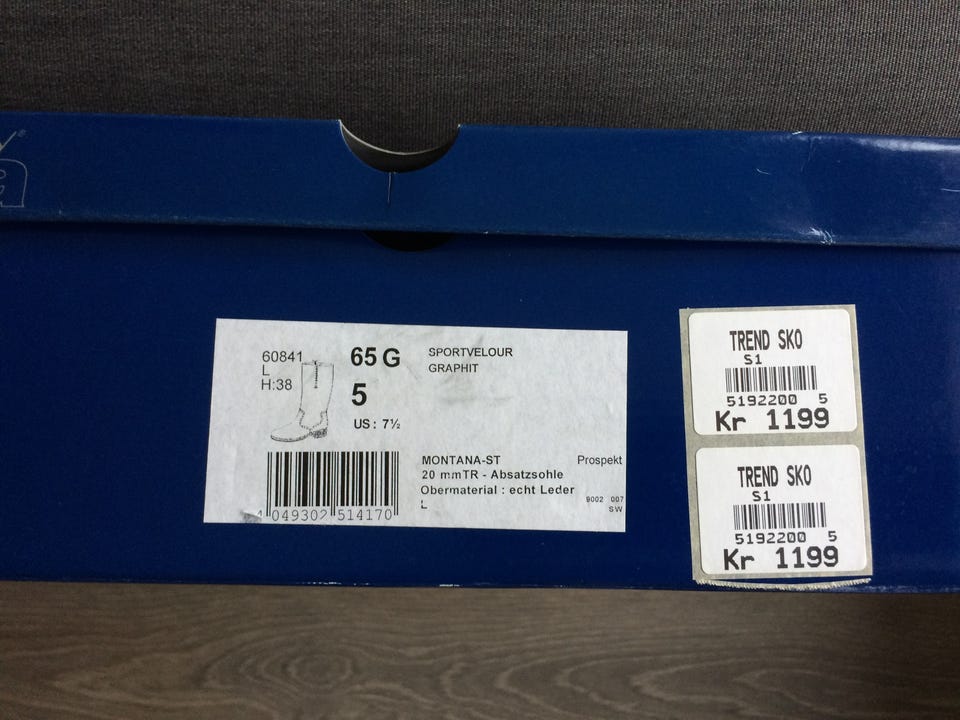 60841
L
H:38
65 G
5
US : 7½
SPORTVELOUR
GRAPHIT
MONTANA-ST
Prospekt
20 mmTR - Absatzsohle
Obermaterial : echt Leder
L
9002 007
SW
4 049302 514170
TREND SKO
S1
5192200 5
Kr 1199
TREND SKO
S1
5192200 5
Kr 1199